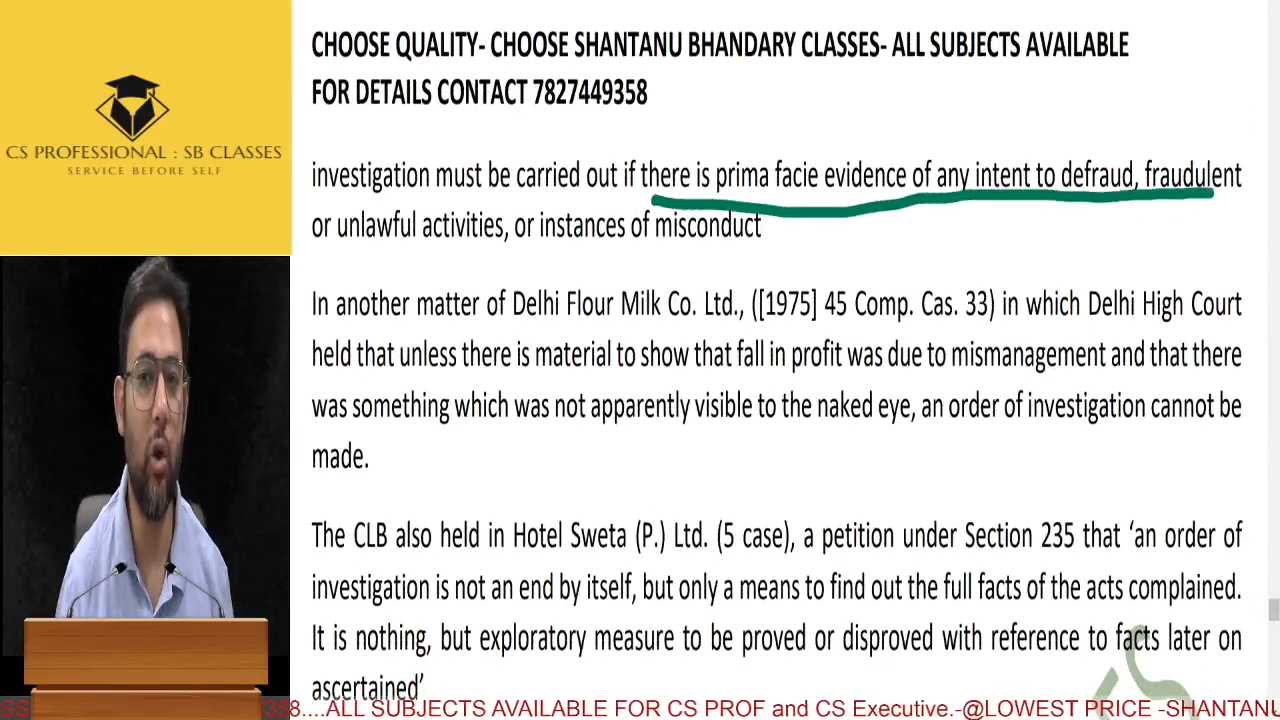 CHOOSE QUALITY- CHOOSE SHANTANU BHANDARY CLASSES- ALL SUBJECTS AVAILABLE
FOR DETAILS CONTACT 7827449358
CS PROFESSIONAL : SB CLASSES
SERVICE BEFORE SELF
investigation must be carried out if there is prima facie evidence of any intent to defraud, fraudulent
or unlawful activities, or instances of misconduct
In another matter of Delhi Flour Milk Co. Ltd., ([1975] 45 Comp. Cas. 33) in which Delhi High Court
held that unless there is material to show that fall in profit was due to mismanagement and that there
was something which was not apparently visible to the naked eye, an order of investigation cannot be
made.
The CLB also held in Hotel Sweta (P.) Ltd. (5 case), a petition under Section 235 that ‘an order of
investigation is not an end by itself, but only a means to find out the full facts of the acts complained.
It is nothing, but exploratory measure to be proved or disproved with reference to facts later on
ascertained’
SS 358....ALL SUBJECTS AVAILABLE FOR CS PROF and CS Executive.-@LOWEST PRICE -SHANTANU